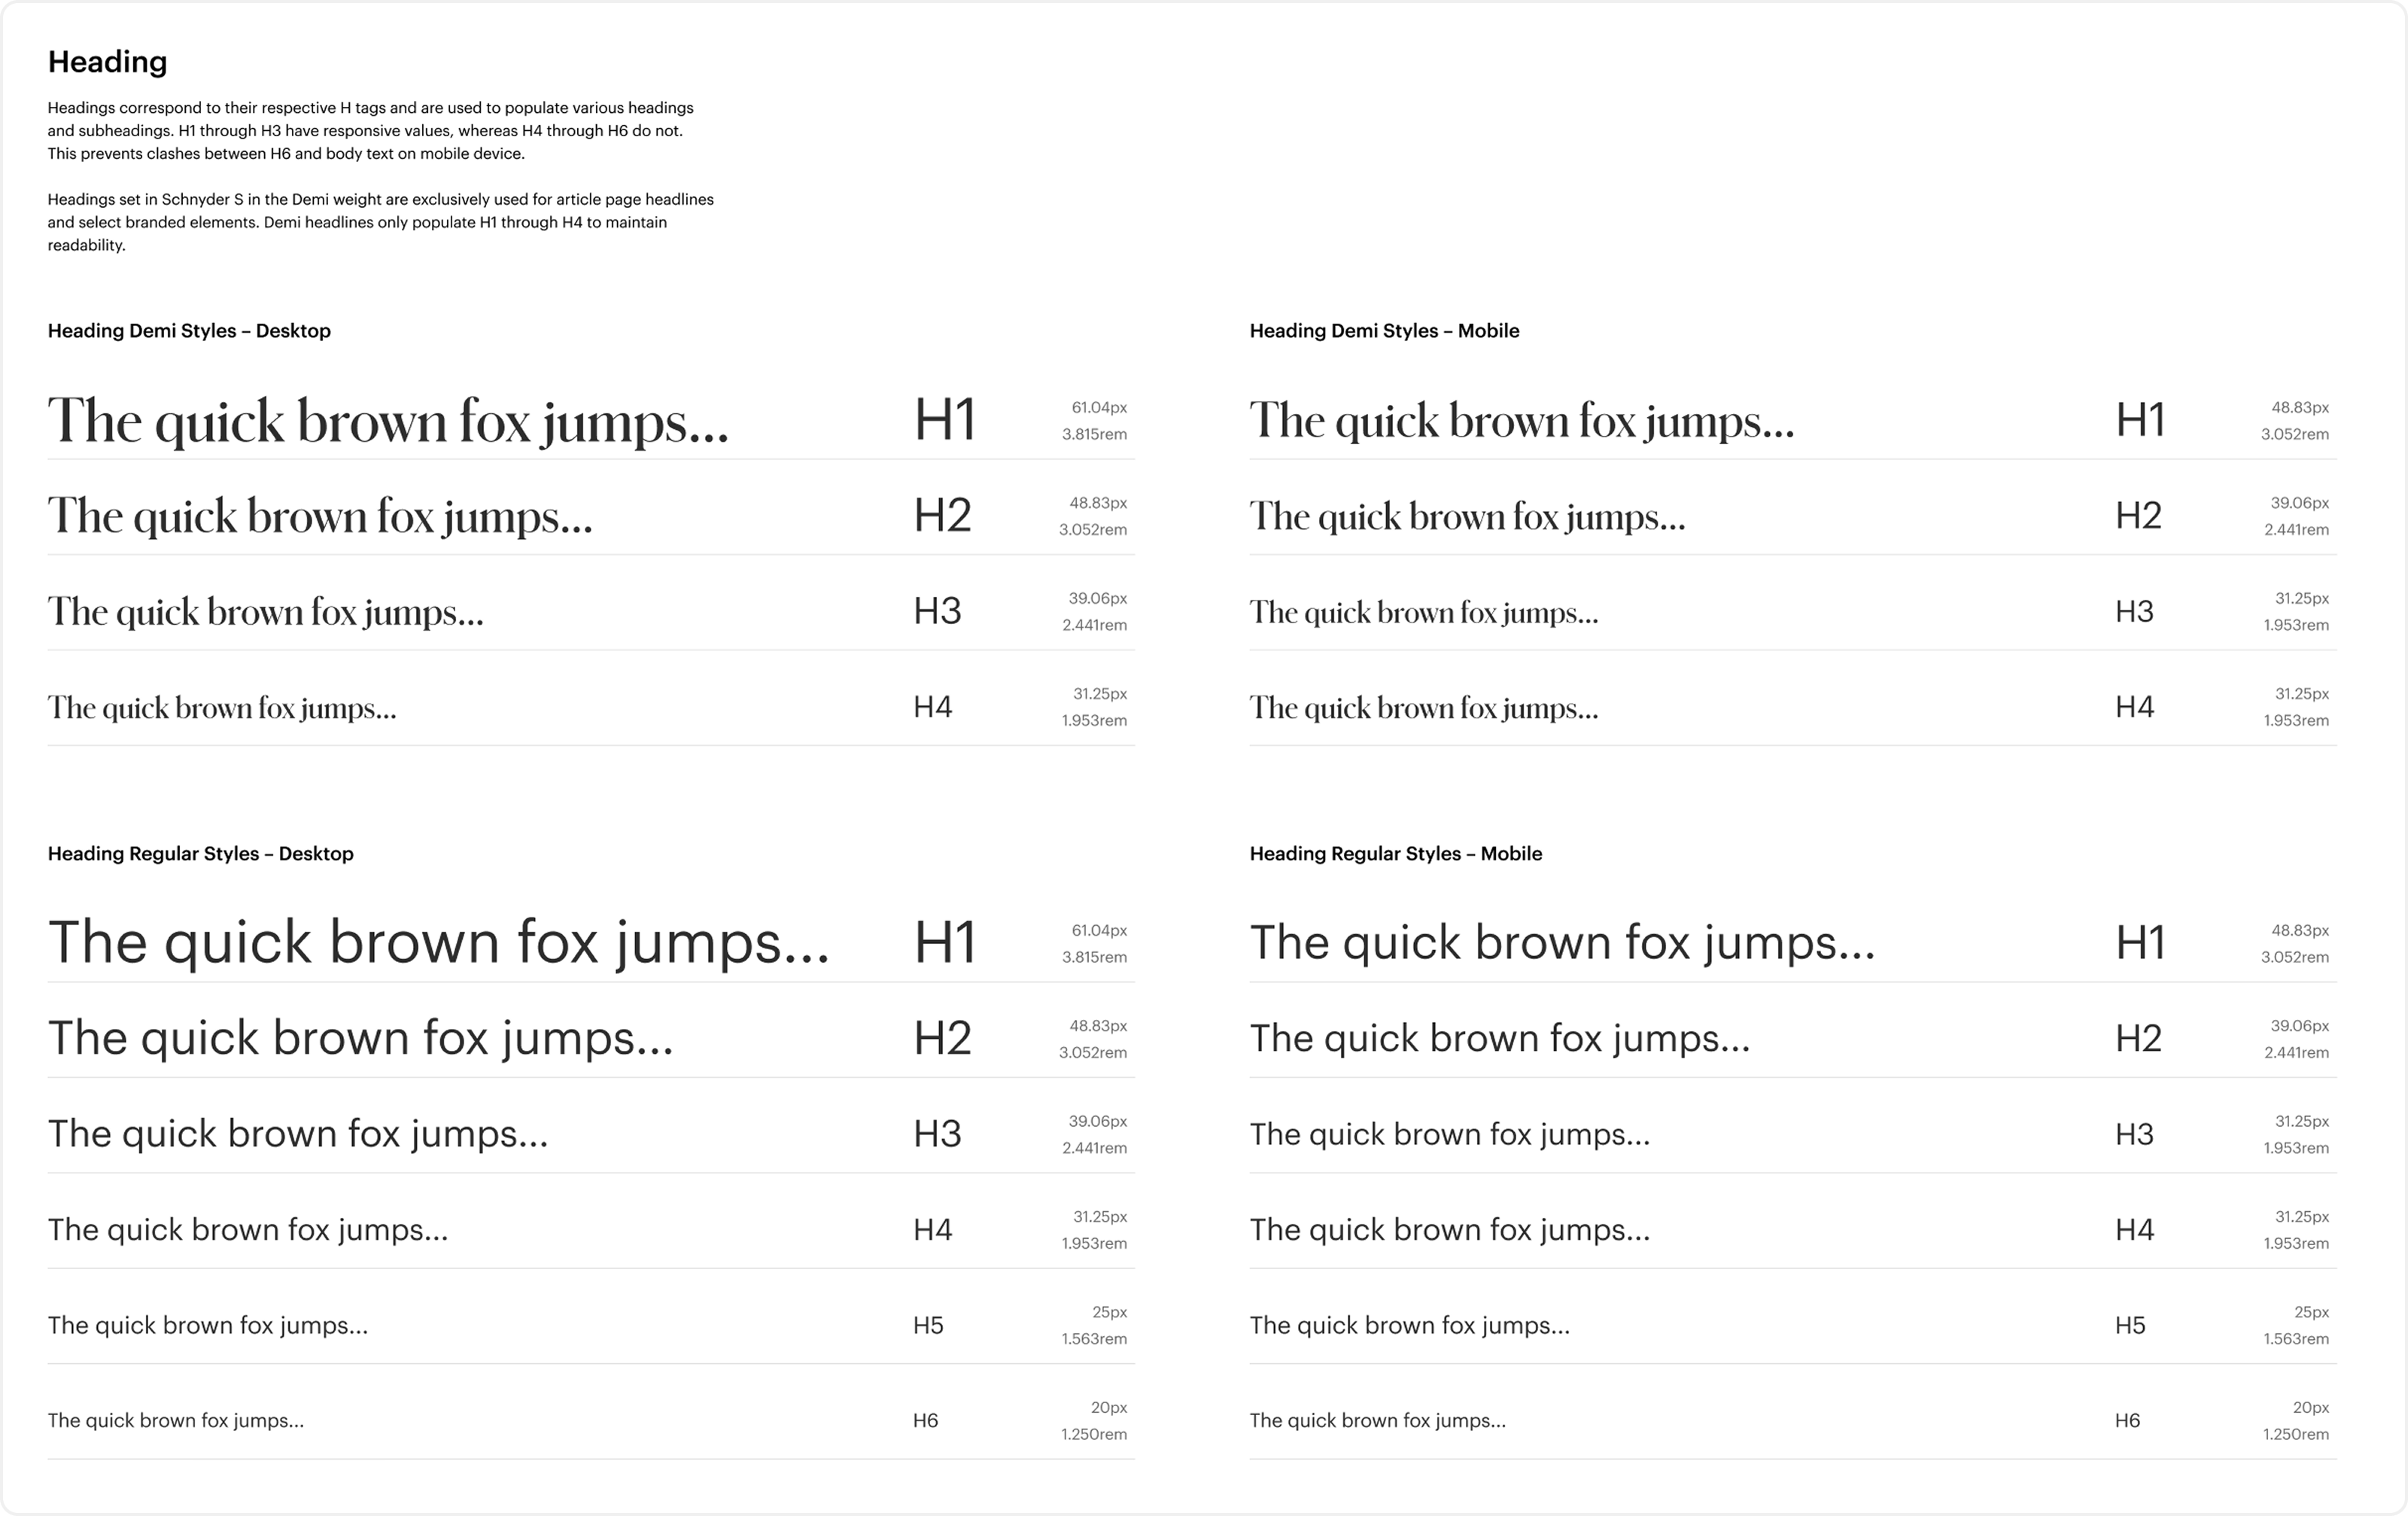 Heading
Headings correspond to their respective H tags and are used to populate various headings
and subheadings. H1 through H3 have responsive values, whereas H4 through H6 do not.
This prevents clashes between H6 and body text on mobile device.
Headings set in Schnyder S in the Demi weight are exclusively used for article page headlines
and select branded elements. Demi headlines only populate H1 through H4 to maintain
readability.
Heading Demi Styles – Desktop
The quick brown fox jumps...
H1
61.04px
3.815rem
The quick brown fox jumps...
H2
48.83px
3.052rem
The quick brown fox jumps...
H3
39.06px
2.441rem
The quick brown fox jumps...
H4
31.25px
1.953rem
Heading Demi Styles – Mobile
The quick brown fox jumps...
H1
48.83px
3.052rem
The quick brown fox jumps...
H2
39.06px
2.441rem
The quick brown fox jumps...
H3
31.25px
1.953rem
The quick brown fox jumps...
H4
31.25px
1.953rem
Heading Regular Styles – Desktop
The quick brown fox jumps...
H1
61.04px
3.815rem
The quick brown fox jumps...
H2
48.83px
3.052rem
The quick brown fox jumps...
H3
39.06px
2.441rem
The quick brown fox jumps...
H4
31.25px
1.953rem
The quick brown fox jumps...
H5
25px
1.563rem
The quick brown fox jumps...
H6
20px
1.250rem
Heading Regular Styles – Mobile
The quick brown fox jumps...
H1
48.83px
3.052rem
The quick brown fox jumps...
H2
39.06px
2.441rem
The quick brown fox jumps...
H3
31.25px
1.953rem
The quick brown fox jumps...
H4
31.25px
1.953rem
The quick brown fox jumps...
H5
25px
1.563rem
The quick brown fox jumps...
H6
20px
1.250rem